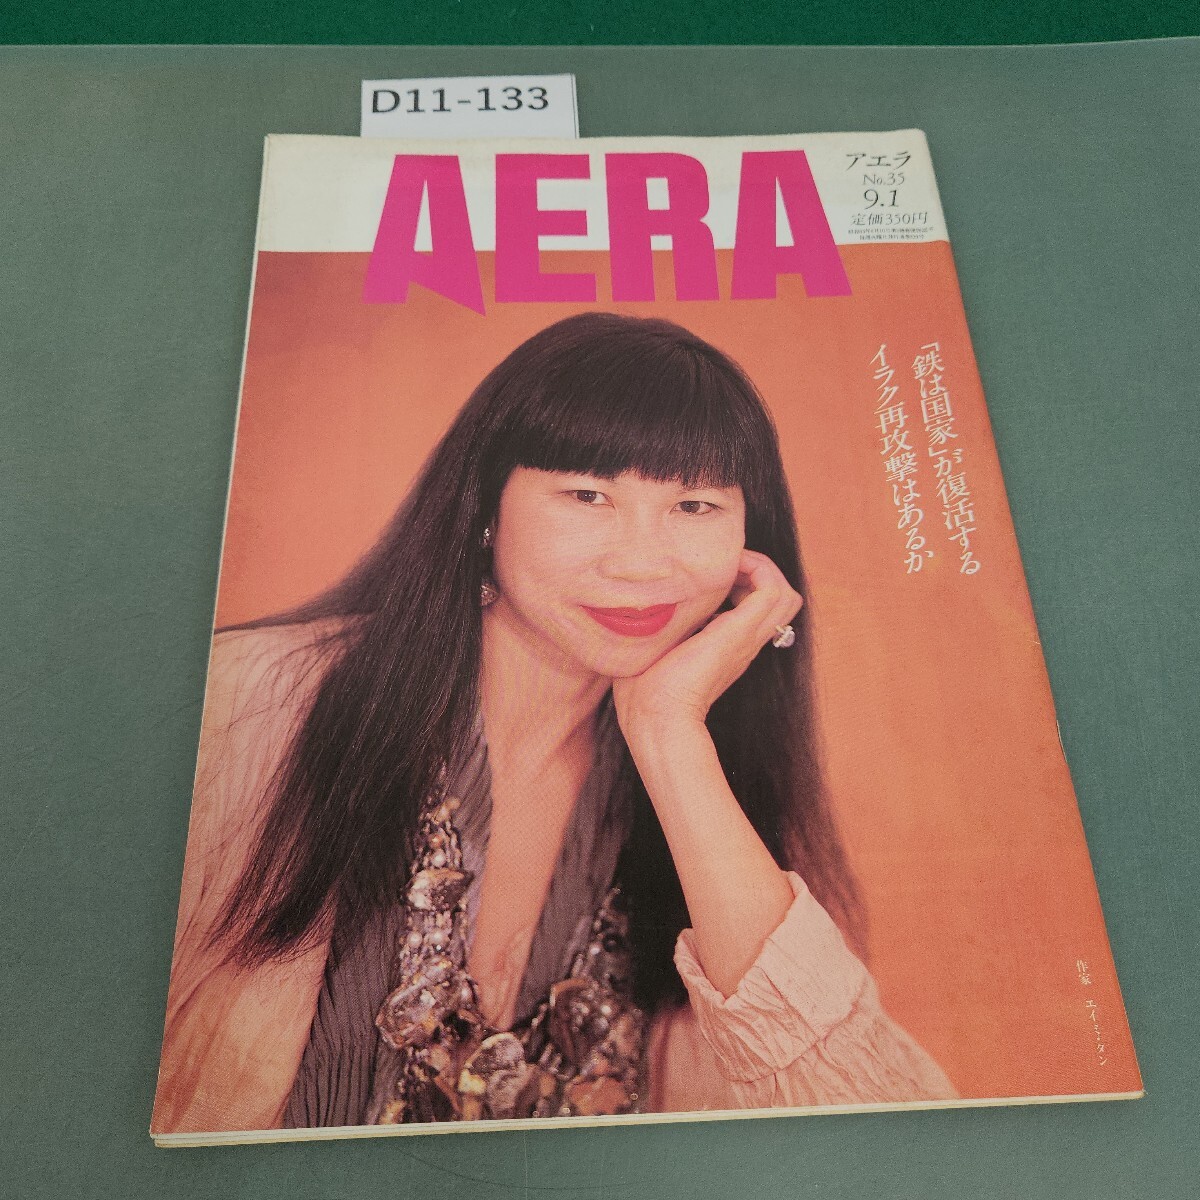 D11-133
AERA
アエラ
No.35
9.1
定価350円
「鉄は国家」が復活する
イラク再攻撃はあるか
作家 エイミ・タン